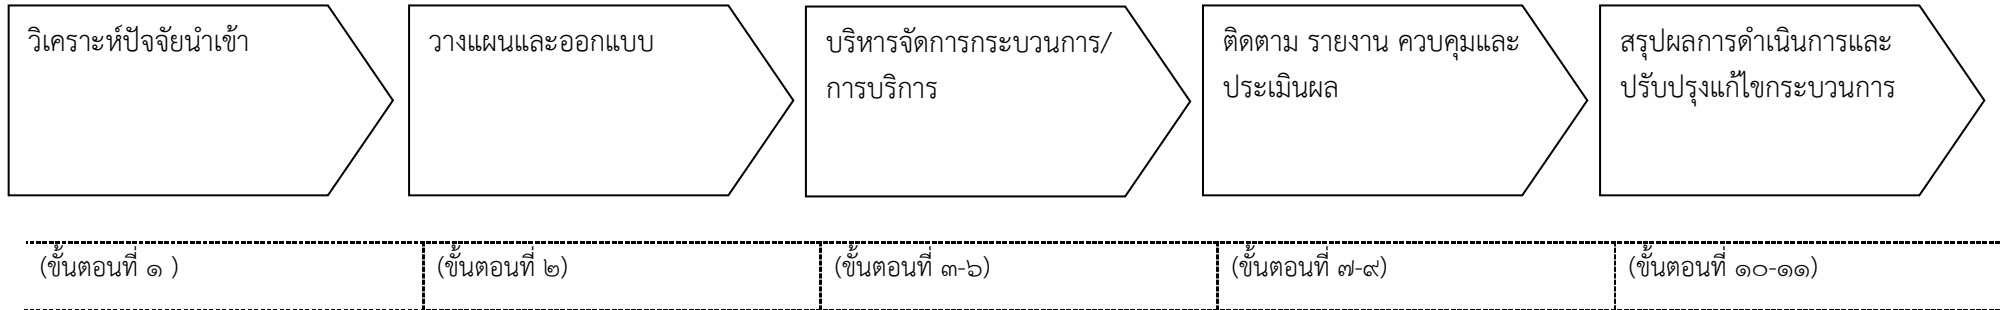 วิเคราะห์ปัจจัยนำเข้า
วางแผนและออกแบบ
บริหารจัดการกระบวนการ/
การบริการ
ติดตาม รายงาน ควบคุมและ
ประเมินผล
สรุปผลการดำเนินการและ
ปรับปรุงแก้ไขกระบวนการ
(ขั้นตอนที่ ๑ )
(ขั้นตอนที่ ๒)
(ขั้นตอนที่ ๓-๖)
(ขั้นตอนที่ ๗-๙)
(ขั้นตอนที่ ๑๐-๑๑)